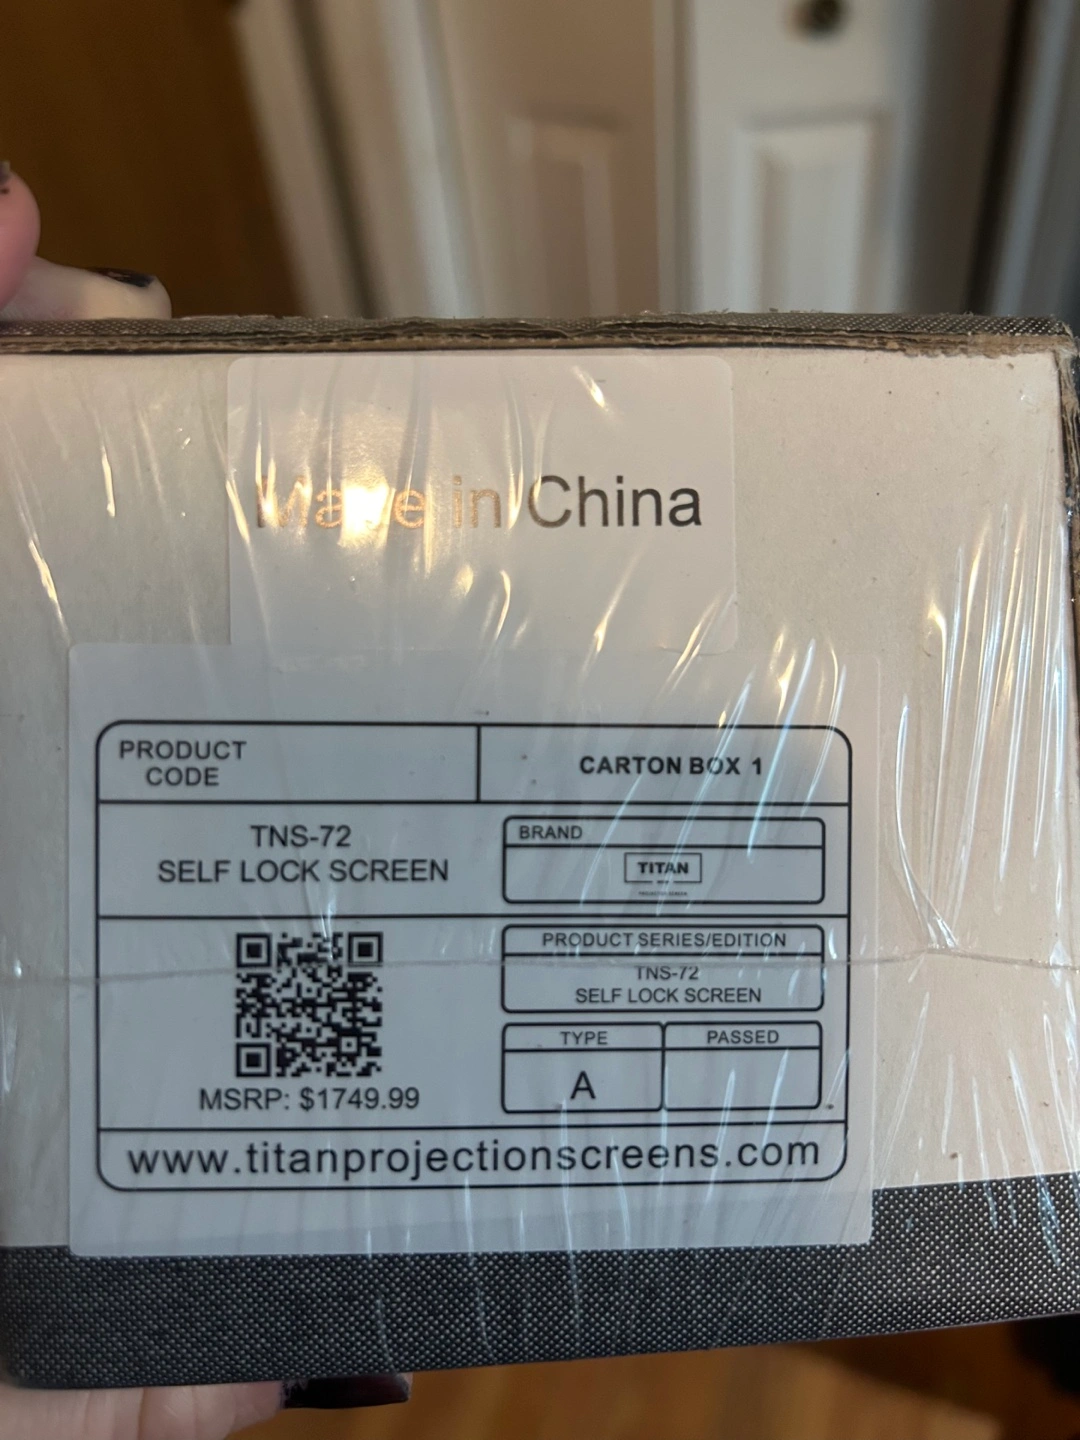 Made in China
PRODUCT
CODE
CARTON BOX 1
TNS-72
SELF LOCK SCREEN
BRAND
TITAN
PRODUCT SERIES/EDITION
TNS-72
SELF LOCK SCREEN
TYPE
PASSED
A
MSRP: $1749.99
www.titanprojectionscreens.com